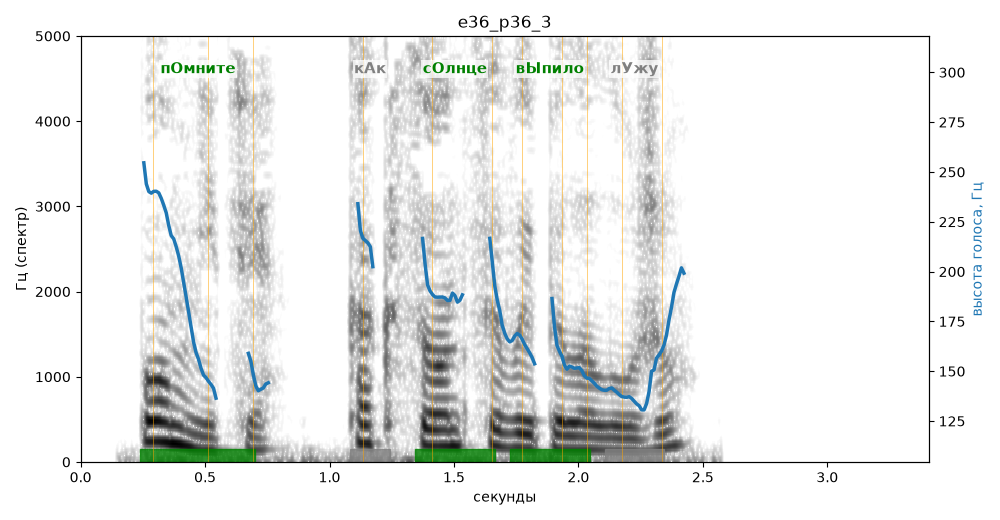 e36_p36_3
5000
4000
3000
2000
1000
0
Гц (спектр)
пОмните кАк сОлнце вЫпило лУжу
300
275
250
225
200
175
150
125
высота голоса, Гц
0.0 0.5 1.0 1.5 2.0 2.5 3.0
секунды